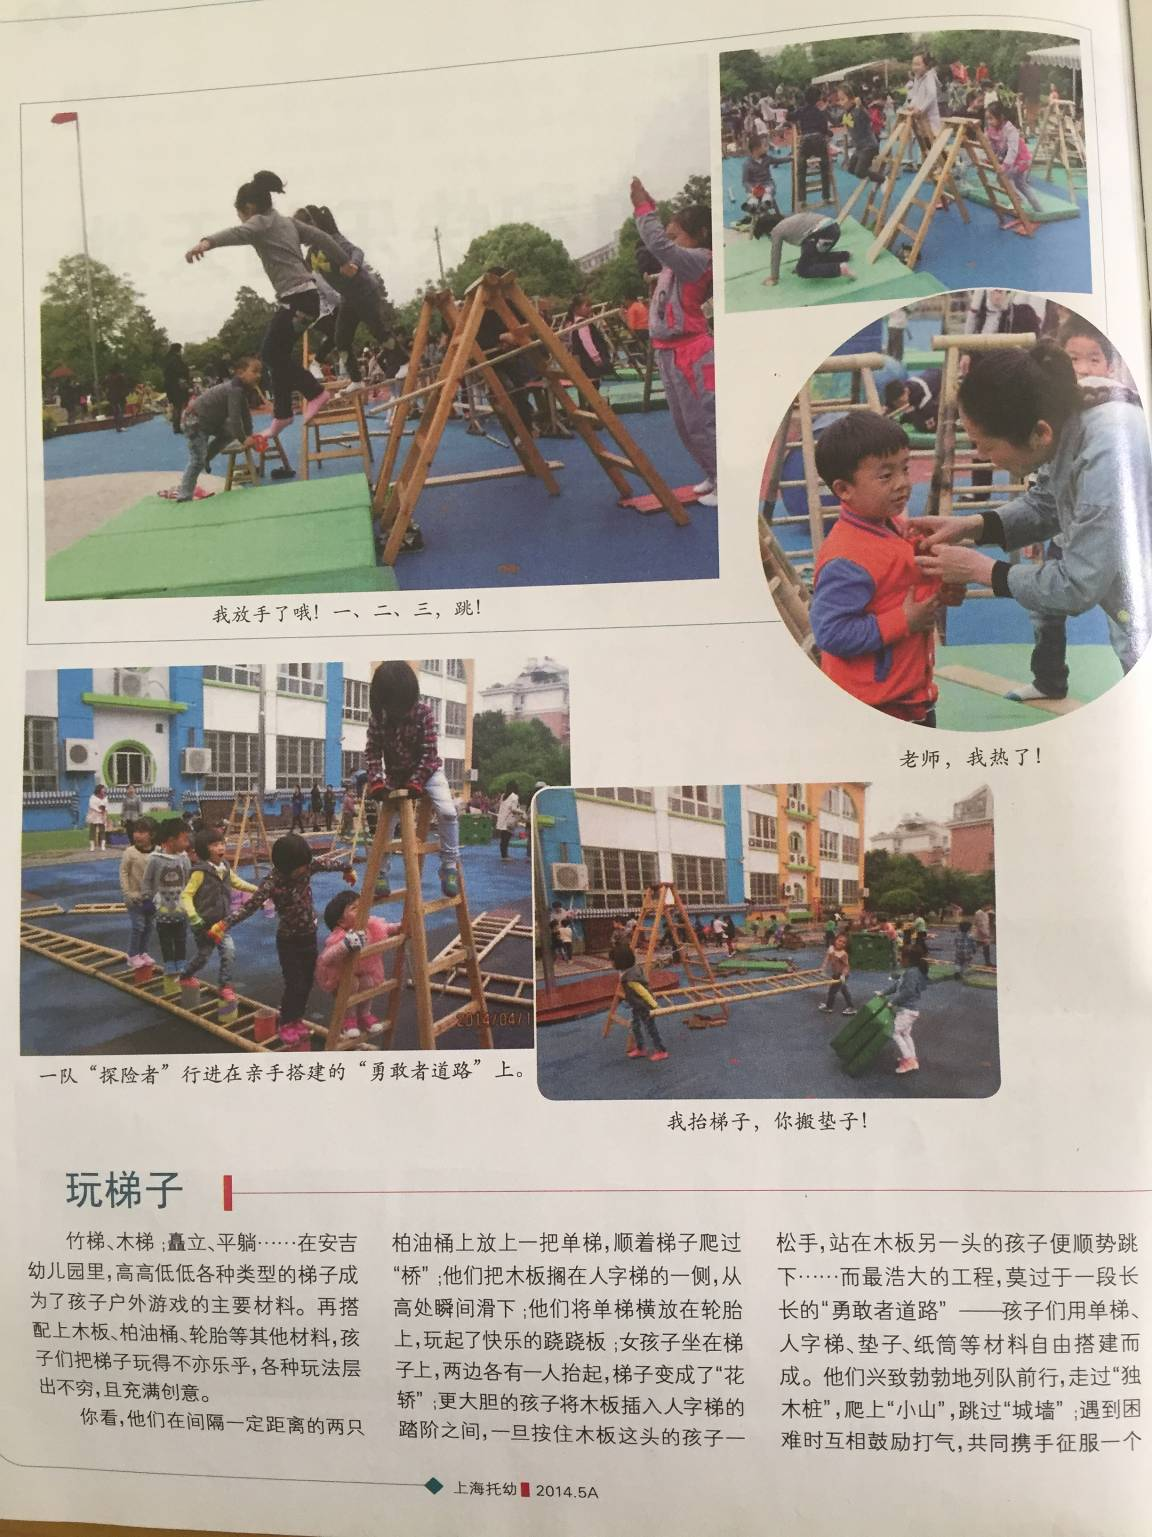 我放手了哦！一、二、三，跳！
老师，我热了！
2014/04/1
一队“探险者”行进在亲手搭建的“勇敢者道路”上。
我抬梯子，你搬垫子！
玩梯子
竹梯、木梯；矗立、平躺……在安吉
幼儿园里，高高低低各种类型的梯子成
为了孩子户外游戏的主要材料。再搭
配上木板、柏油桶、轮胎等其他材料，孩
子们把梯子玩得不亦乐乎，各种玩法层
出不穷，且充满创意。
你看，他们在间隔一定距离的两只
柏油桶上放上一把单梯，顺着梯子爬过
“桥”；他们把木板搁在人字梯的一侧，从
高处瞬间滑下；他们将单梯横放在轮胎
上，玩起了快乐的跷跷板；女孩子坐在梯
子上，两边各有一人抬起，梯子变成了“花
轿”；更大胆的孩子将木板插入人字梯的
踏阶之间，一旦按住木板这头的孩子一
松手，站在木板另一头的孩子便顺势跳
下……而最浩大的工程，莫过于一段长
长的“勇敢者道路”——孩子们用单梯、
人字梯、垫子、纸筒等材料自由搭建而
成。他们兴致勃勃地列队前行，走过“独
木桩”，爬上“小山”，跳过“城墙”；遇到困
难时互相鼓励打气，共同携手征服一个
上海托幼 2014.5A